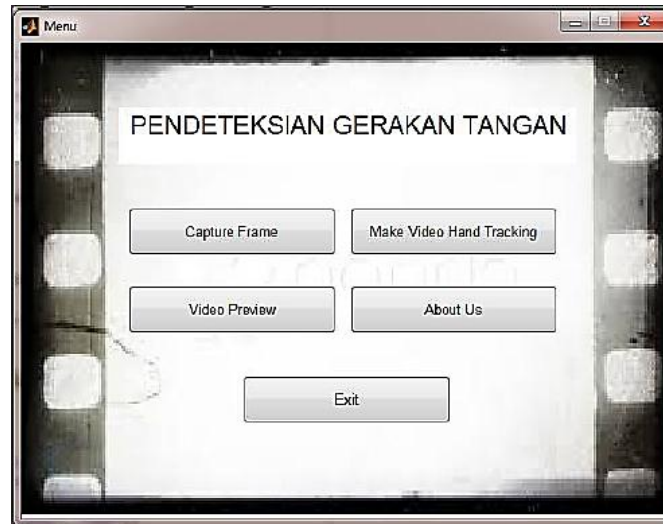 Menu
PENDETEKSIAN GERAKAN TANGAN
Capture Frame
Make Video Hand Tracking
Video Preview
About Us
Exit